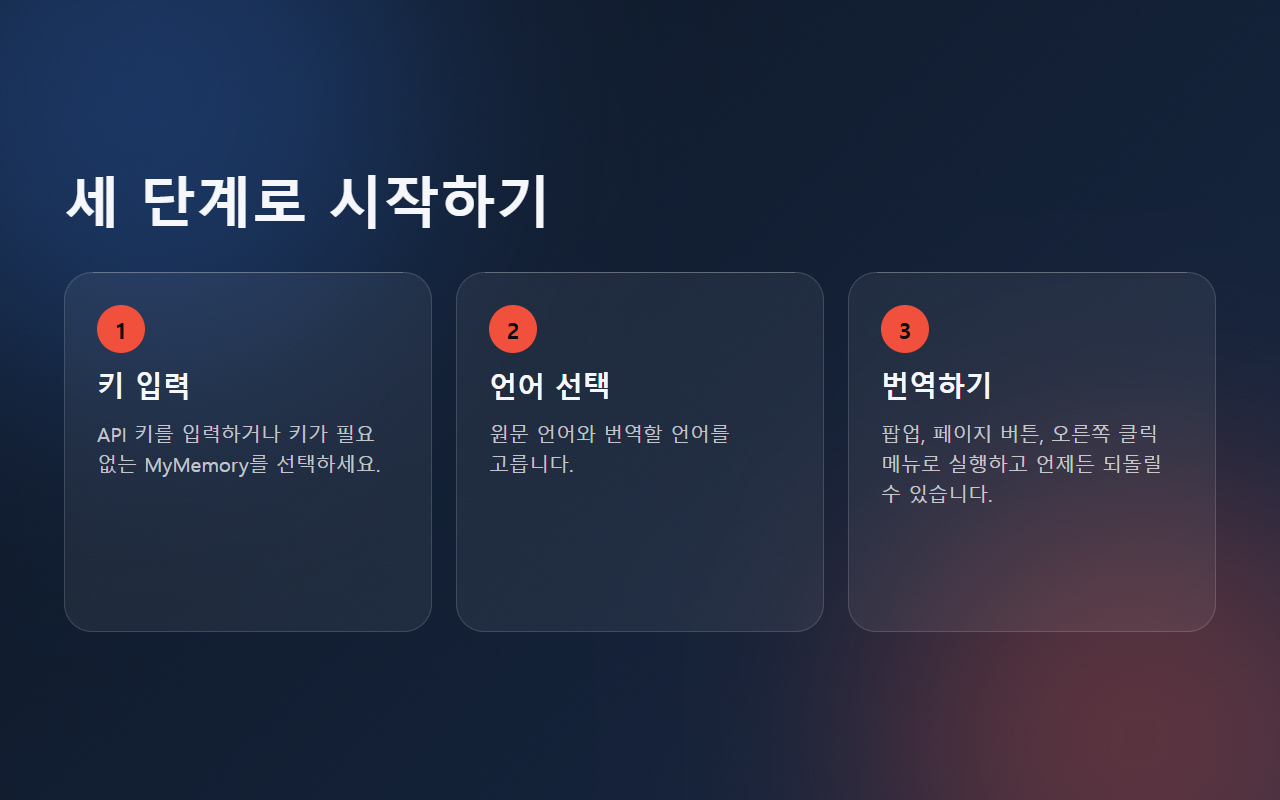 세 단계로 시작하기
1
키 입력
API 키를 입력하거나 키가 필요
없는 MyMemory를 선택하세요.
2
언어 선택
원문 언어와 번역할 언어를
고릅니다.
3
번역하기
팝업, 페이지 버튼, 오른쪽 클릭
메뉴로 실행하고 언제든 되돌릴
수 있습니다.